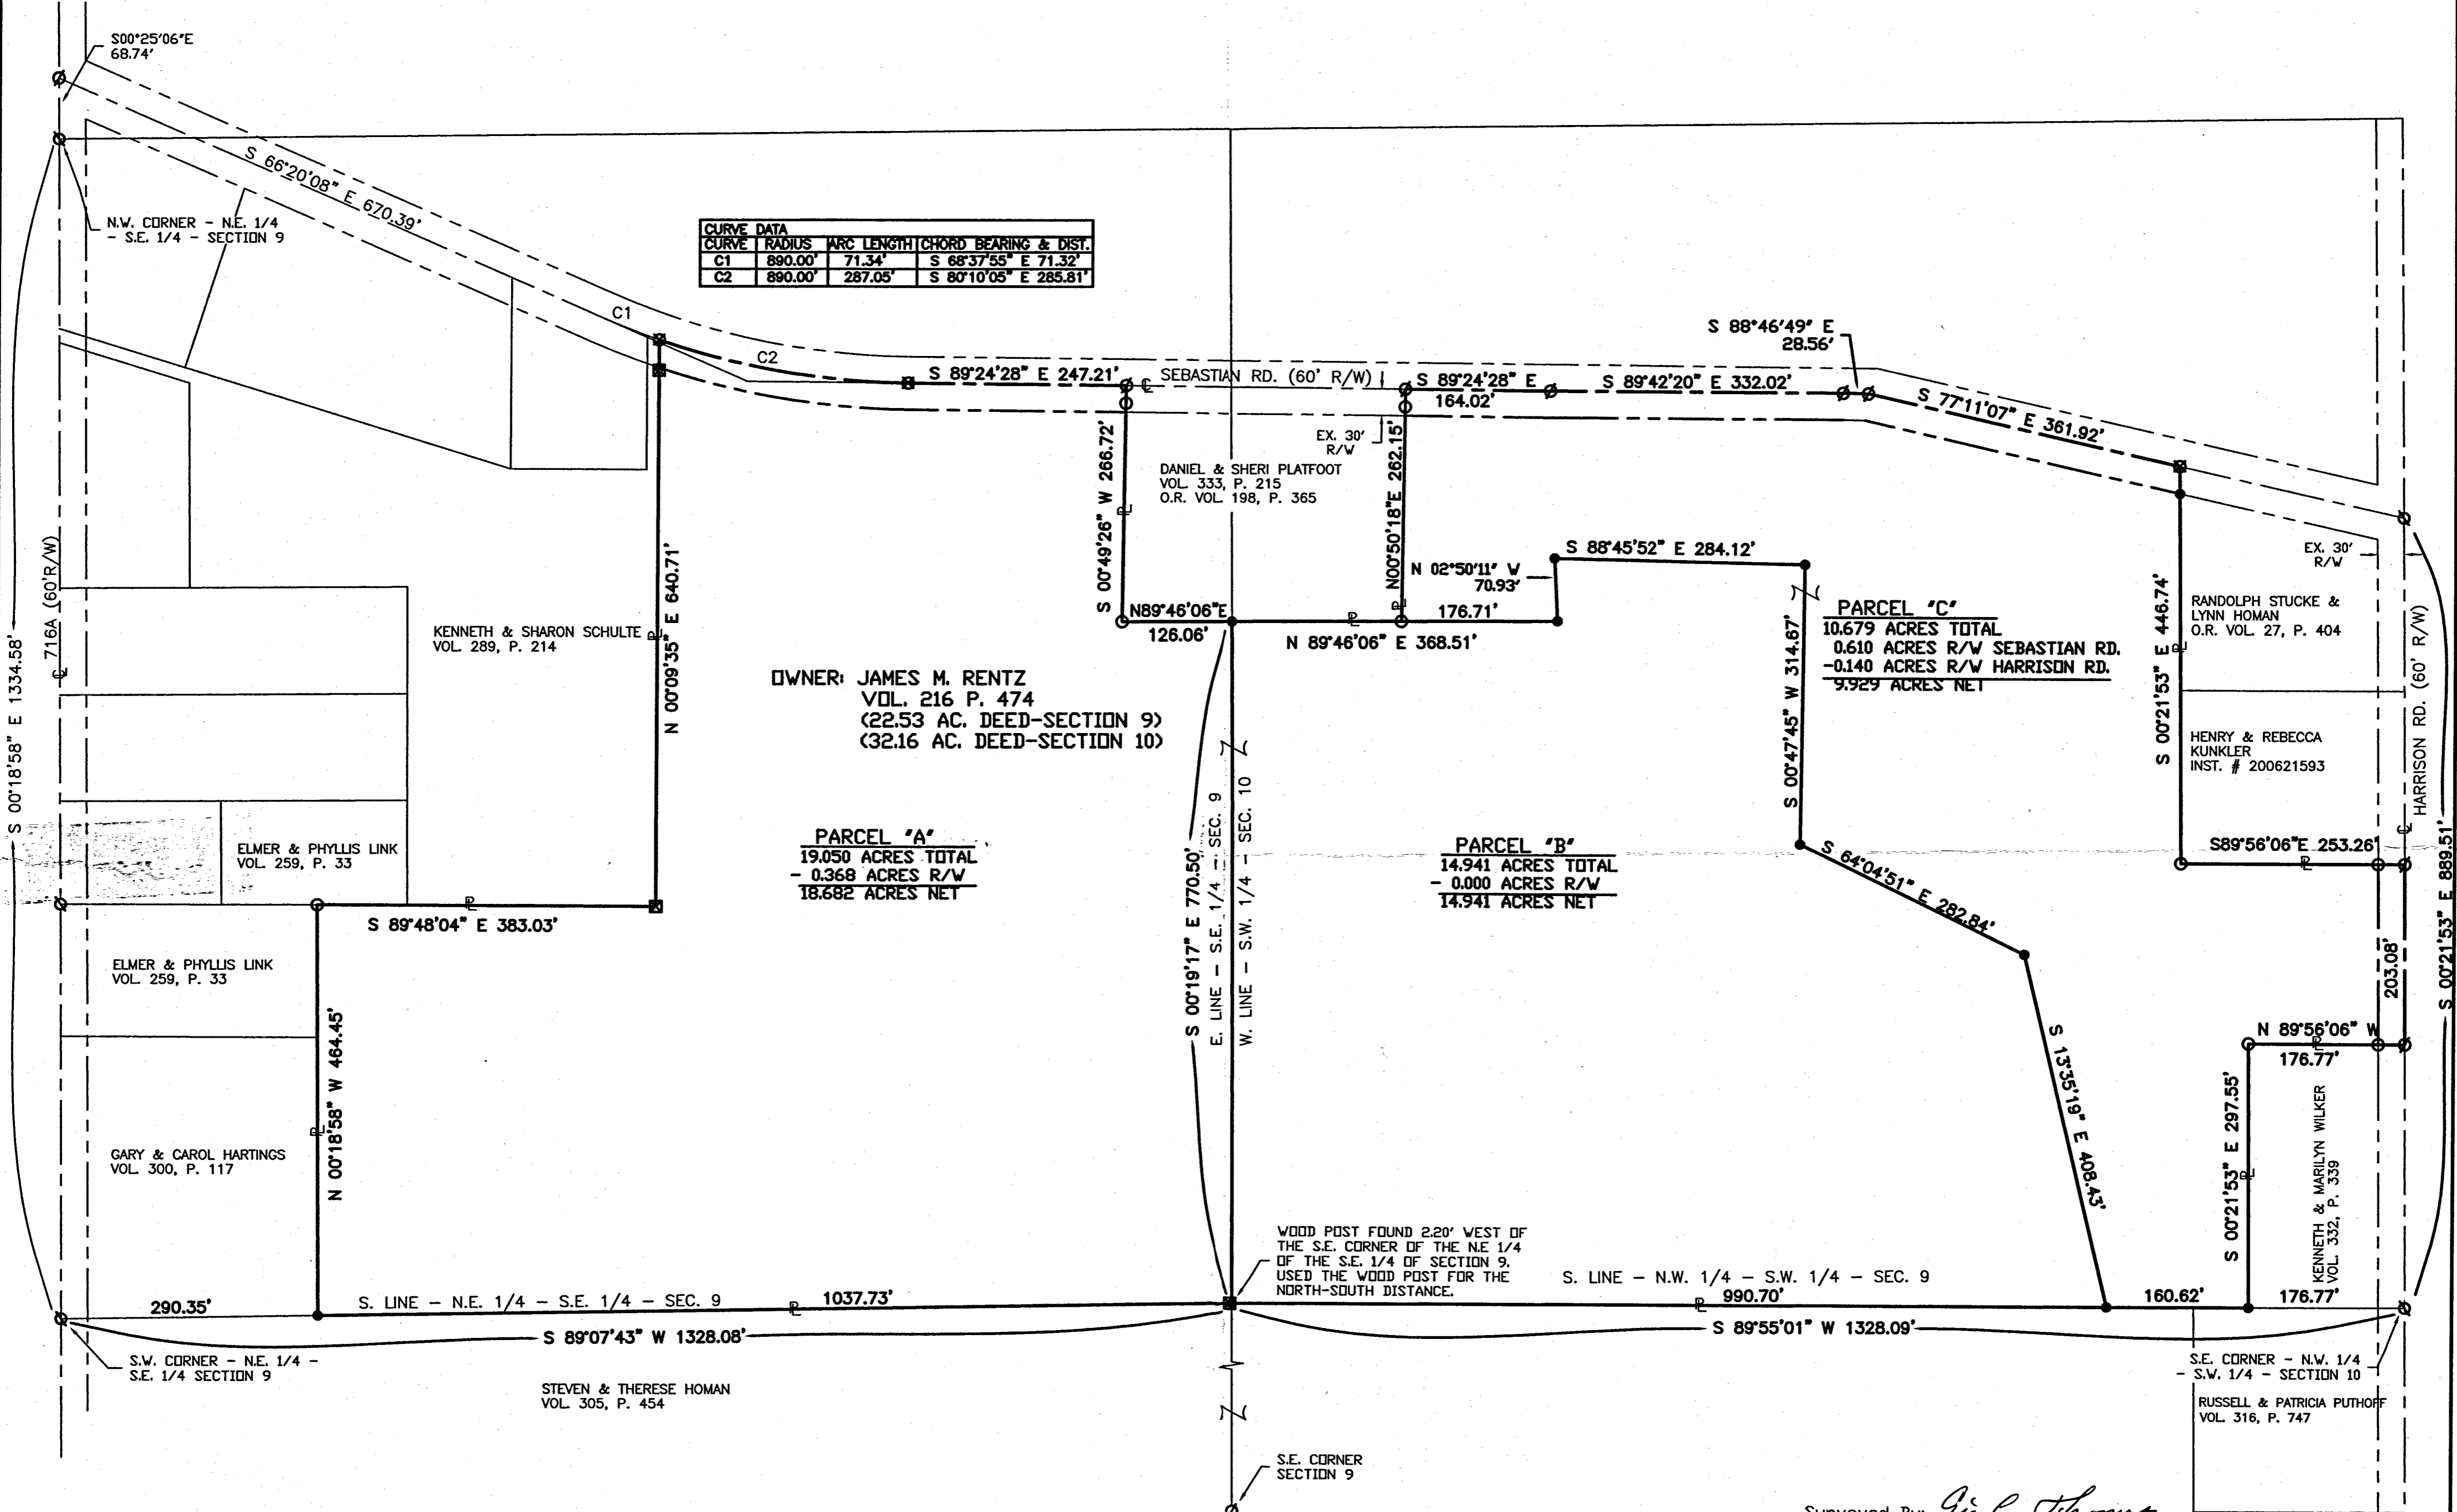 S00°25'06"E
68.74'
S 66°20'08" E 670.39'
N.W. CORNER - N.E. 1/4
- S.E. 1/4 - SECTION 9
CURVE DATA
CURVE RADIUS ARC LENGTH CHORD BEARING & DIST.
C1 890.00' 71.34' S 68°37'55" E 71.32'
C2 890.00' 287.05' S 80°10'05" E 285.81'
C1
C2
S 89°24'28" E 247.21'
SEBASTIAN RD. (60' R/W)
S 89°24'28" E
164.02'
S 89°42'20" E 332.02'
S 88°46'49" E
28.56'
S 77°11'07" E 361.92'
EX. 30'
R/W
S 00°49'26" W 266.72'
DANIEL & SHERI PLATFOOT
VOL. 333, P. 215
O.R. VOL. 198, P. 365
N00°50'18"E 262.15'
N 02°50'11" W
70.93'
S 88°45'52" E 284.12'
N89°46'06"E
126.06'
176.71'
N 89°46'06" E 368.51'
EX. 30'
R/W
716A (60'R/W)
S 00°18'58" E 1334.58'
KENNETH & SHARON SCHULTE
VOL. 289, P. 214
N 00°09'35" E 640.71'
OWNER: JAMES M. RENTZ
VOL. 216 P. 474
(22.53 AC. DEED-SECTION 9)
(32.16 AC. DEED-SECTION 10)
S 00°47'45" W 314.67'
PARCEL "C"
10.679 ACRES TOTAL
0.610 ACRES R/W SEBASTIAN RD.
-0.140 ACRES R/W HARRISON RD.
9.929 ACRES NET
S 00°21'53" E 446.74'
RANDOLPH STUCKE &
LYNN HOMAN
O.R. VOL. 27, P. 404
HENRY & REBECCA
KUNKLER
INST. # 200621593
HARRISON RD. (60' R/W)
S 00°21'53" E 889.51'
ELMER & PHYLLIS LINK
VOL. 259, P. 33
PARCEL "A"
19.050 ACRES TOTAL
- 0.368 ACRES R/W
18.682 ACRES NET
S 00°19'17" E 770.50'
E. LINE - S.E. 1/4 - SEC. 9
W. LINE - S.W. 1/4 - SEC. 10
PARCEL "B"
14.941 ACRES TOTAL
- 0.000 ACRES R/W
14.941 ACRES NET
S 64°04'51" E 282.84'
S89°56'06"E 253.26'
S 89°48'04" E 383.03'
ELMER & PHYLLIS LINK
VOL. 259, P. 33
203.08'
N 00°18'58" W 464.45'
S 13°35'19" E 408.43'
N 89°56'06" W
176.77'
S 00°21'53" E 297.55'
KENNETH & MARILYN WILKER
VOL. 332, P. 339
GARY & CAROL HARTINGS
VOL. 300, P. 117
WOOD POST FOUND 2.20' WEST OF
THE S.E. CORNER OF THE N.E 1/4
OF THE S.E. 1/4 OF SECTION 9.
USED THE WOOD POST FOR THE
NORTH-SOUTH DISTANCE.
290.35'
S. LINE - N.E. 1/4 - S.E. 1/4 - SEC. 9
1037.73'
S. LINE - N.W. 1/4 - S.W. 1/4 - SEC. 9
990.70'
160.62'
176.77'
S 89°07'43" W 1328.08'
S 89°55'01" W 1328.09'
S.W. CORNER - N.E. 1/4 -
S.E. 1/4 SECTION 9
S.E. CORNER - N.W. 1/4
- S.W. 1/4 - SECTION 10
STEVEN & THERESE HOMAN
VOL. 305, P. 454
RUSSELL & PATRICIA PUTHOFF
VOL. 316, P. 747
S.E. CORNER
SECTION 9
Surveyed By: